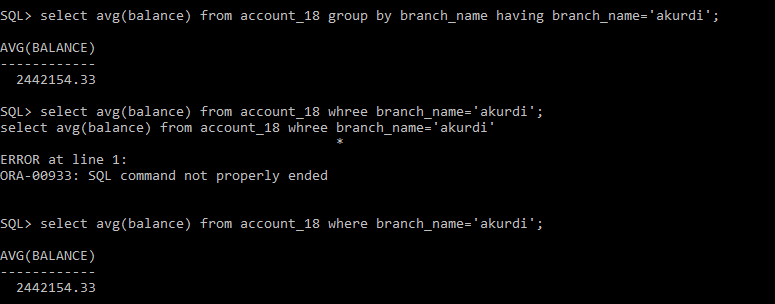 SQL> select avg(balance) from account_18 group by branch_name having branch_name='akurdi';
AVG(BALANCE)
------------
  2442154.33
SQL> select avg(balance) from account_18 whree branch_name='akurdi';
select avg(balance) from account_18 whree branch_name='akurdi'
                                          *
ERROR at line 1:
ORA-00933: SQL command not properly ended
SQL> select avg(balance) from account_18 where branch_name='akurdi';
AVG(BALANCE)
------------
  2442154.33